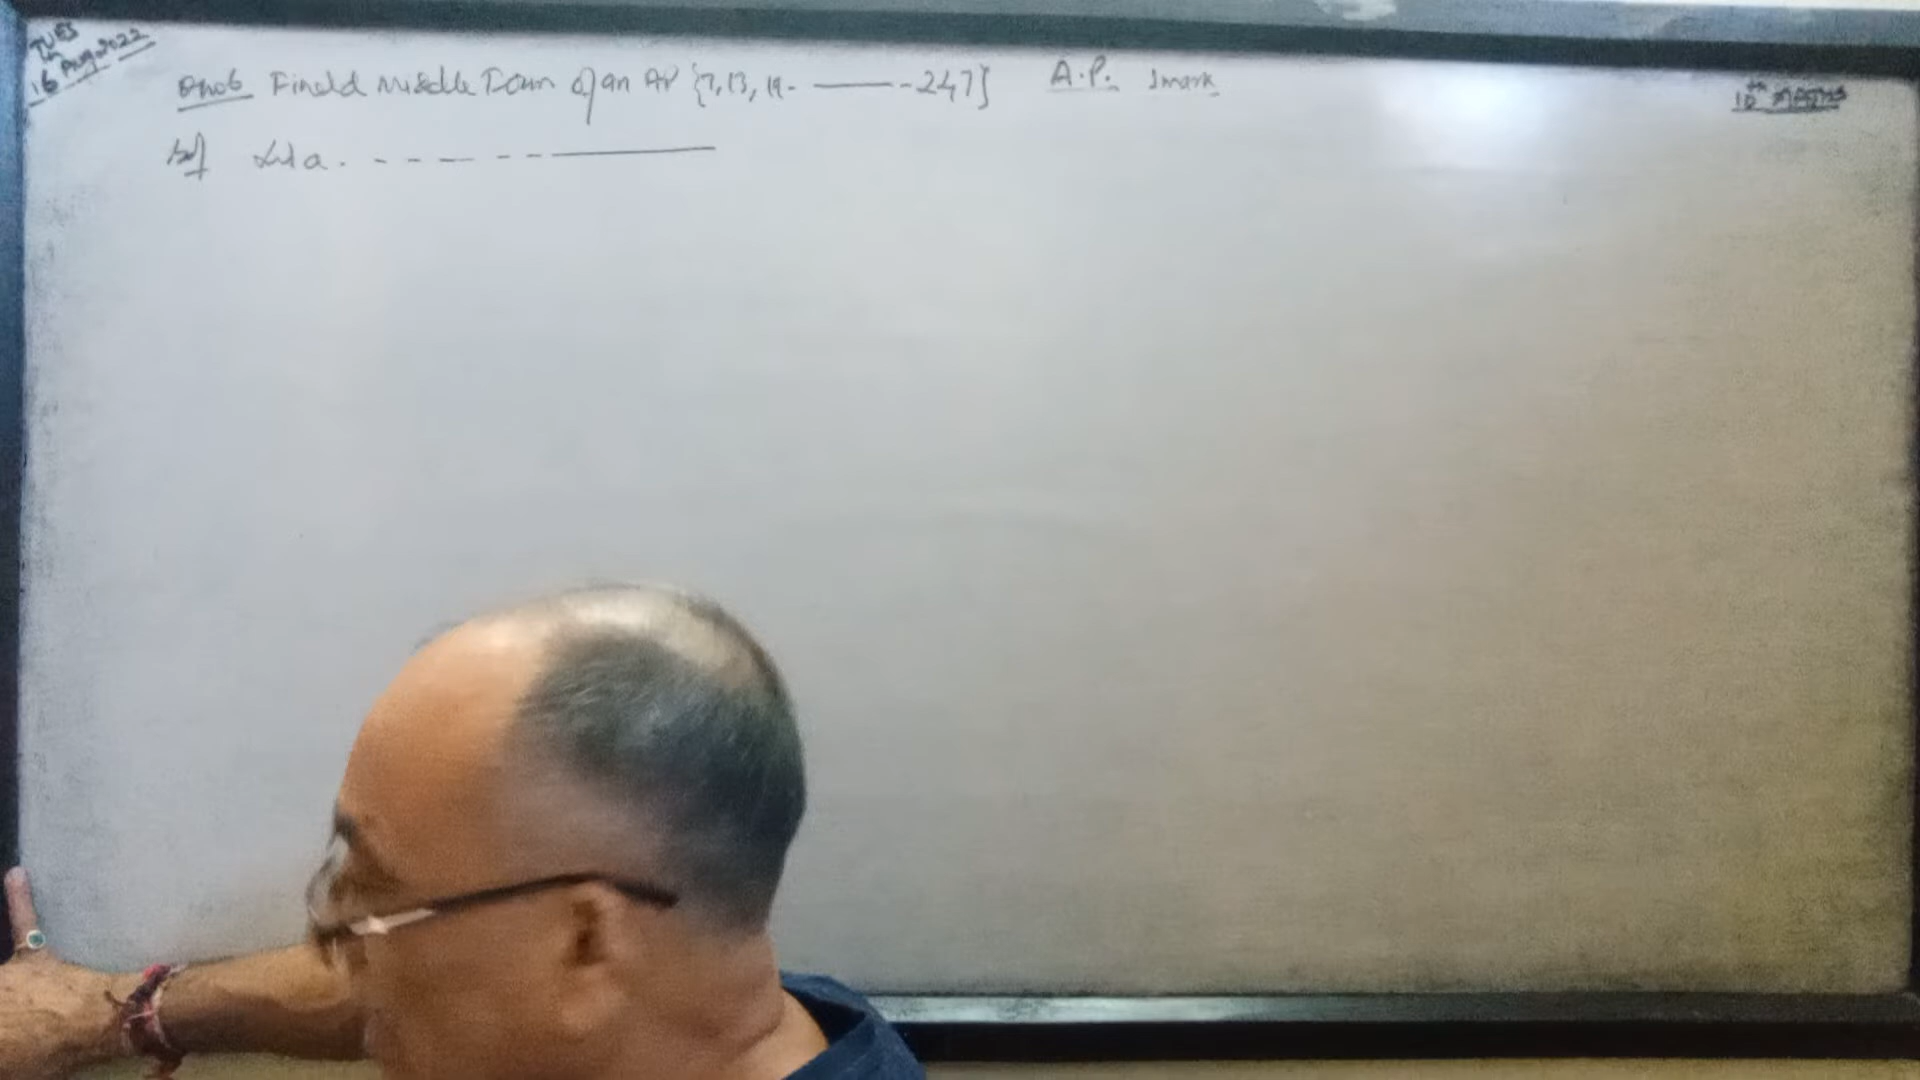 TUES
16 Aug 2022
Prob Find Middle Term of an AP {7, 13, 19- ——— -247} A.P. 1 mark
10th MATHS
Sol Let a. - - - - - - ———